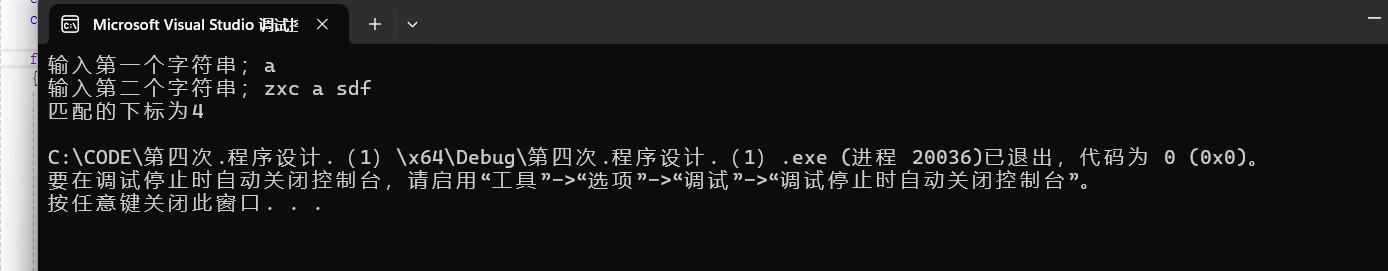 Microsoft Visual Studio 调试
输入第一个字符串；a
输入第二个字符串；zxc a sdf
匹配的下标为4
C:\CODE\第四次.程序设计.（1）\x64\Debug\第四次.程序设计.（1）.exe (进程 20036)已退出，代码为 0 (0x0)。
要在调试停止时自动关闭控制台，请启用“工具”->“选项”->“调试”->“调试停止时自动关闭控制台”。
按任意键关闭此窗口. . .